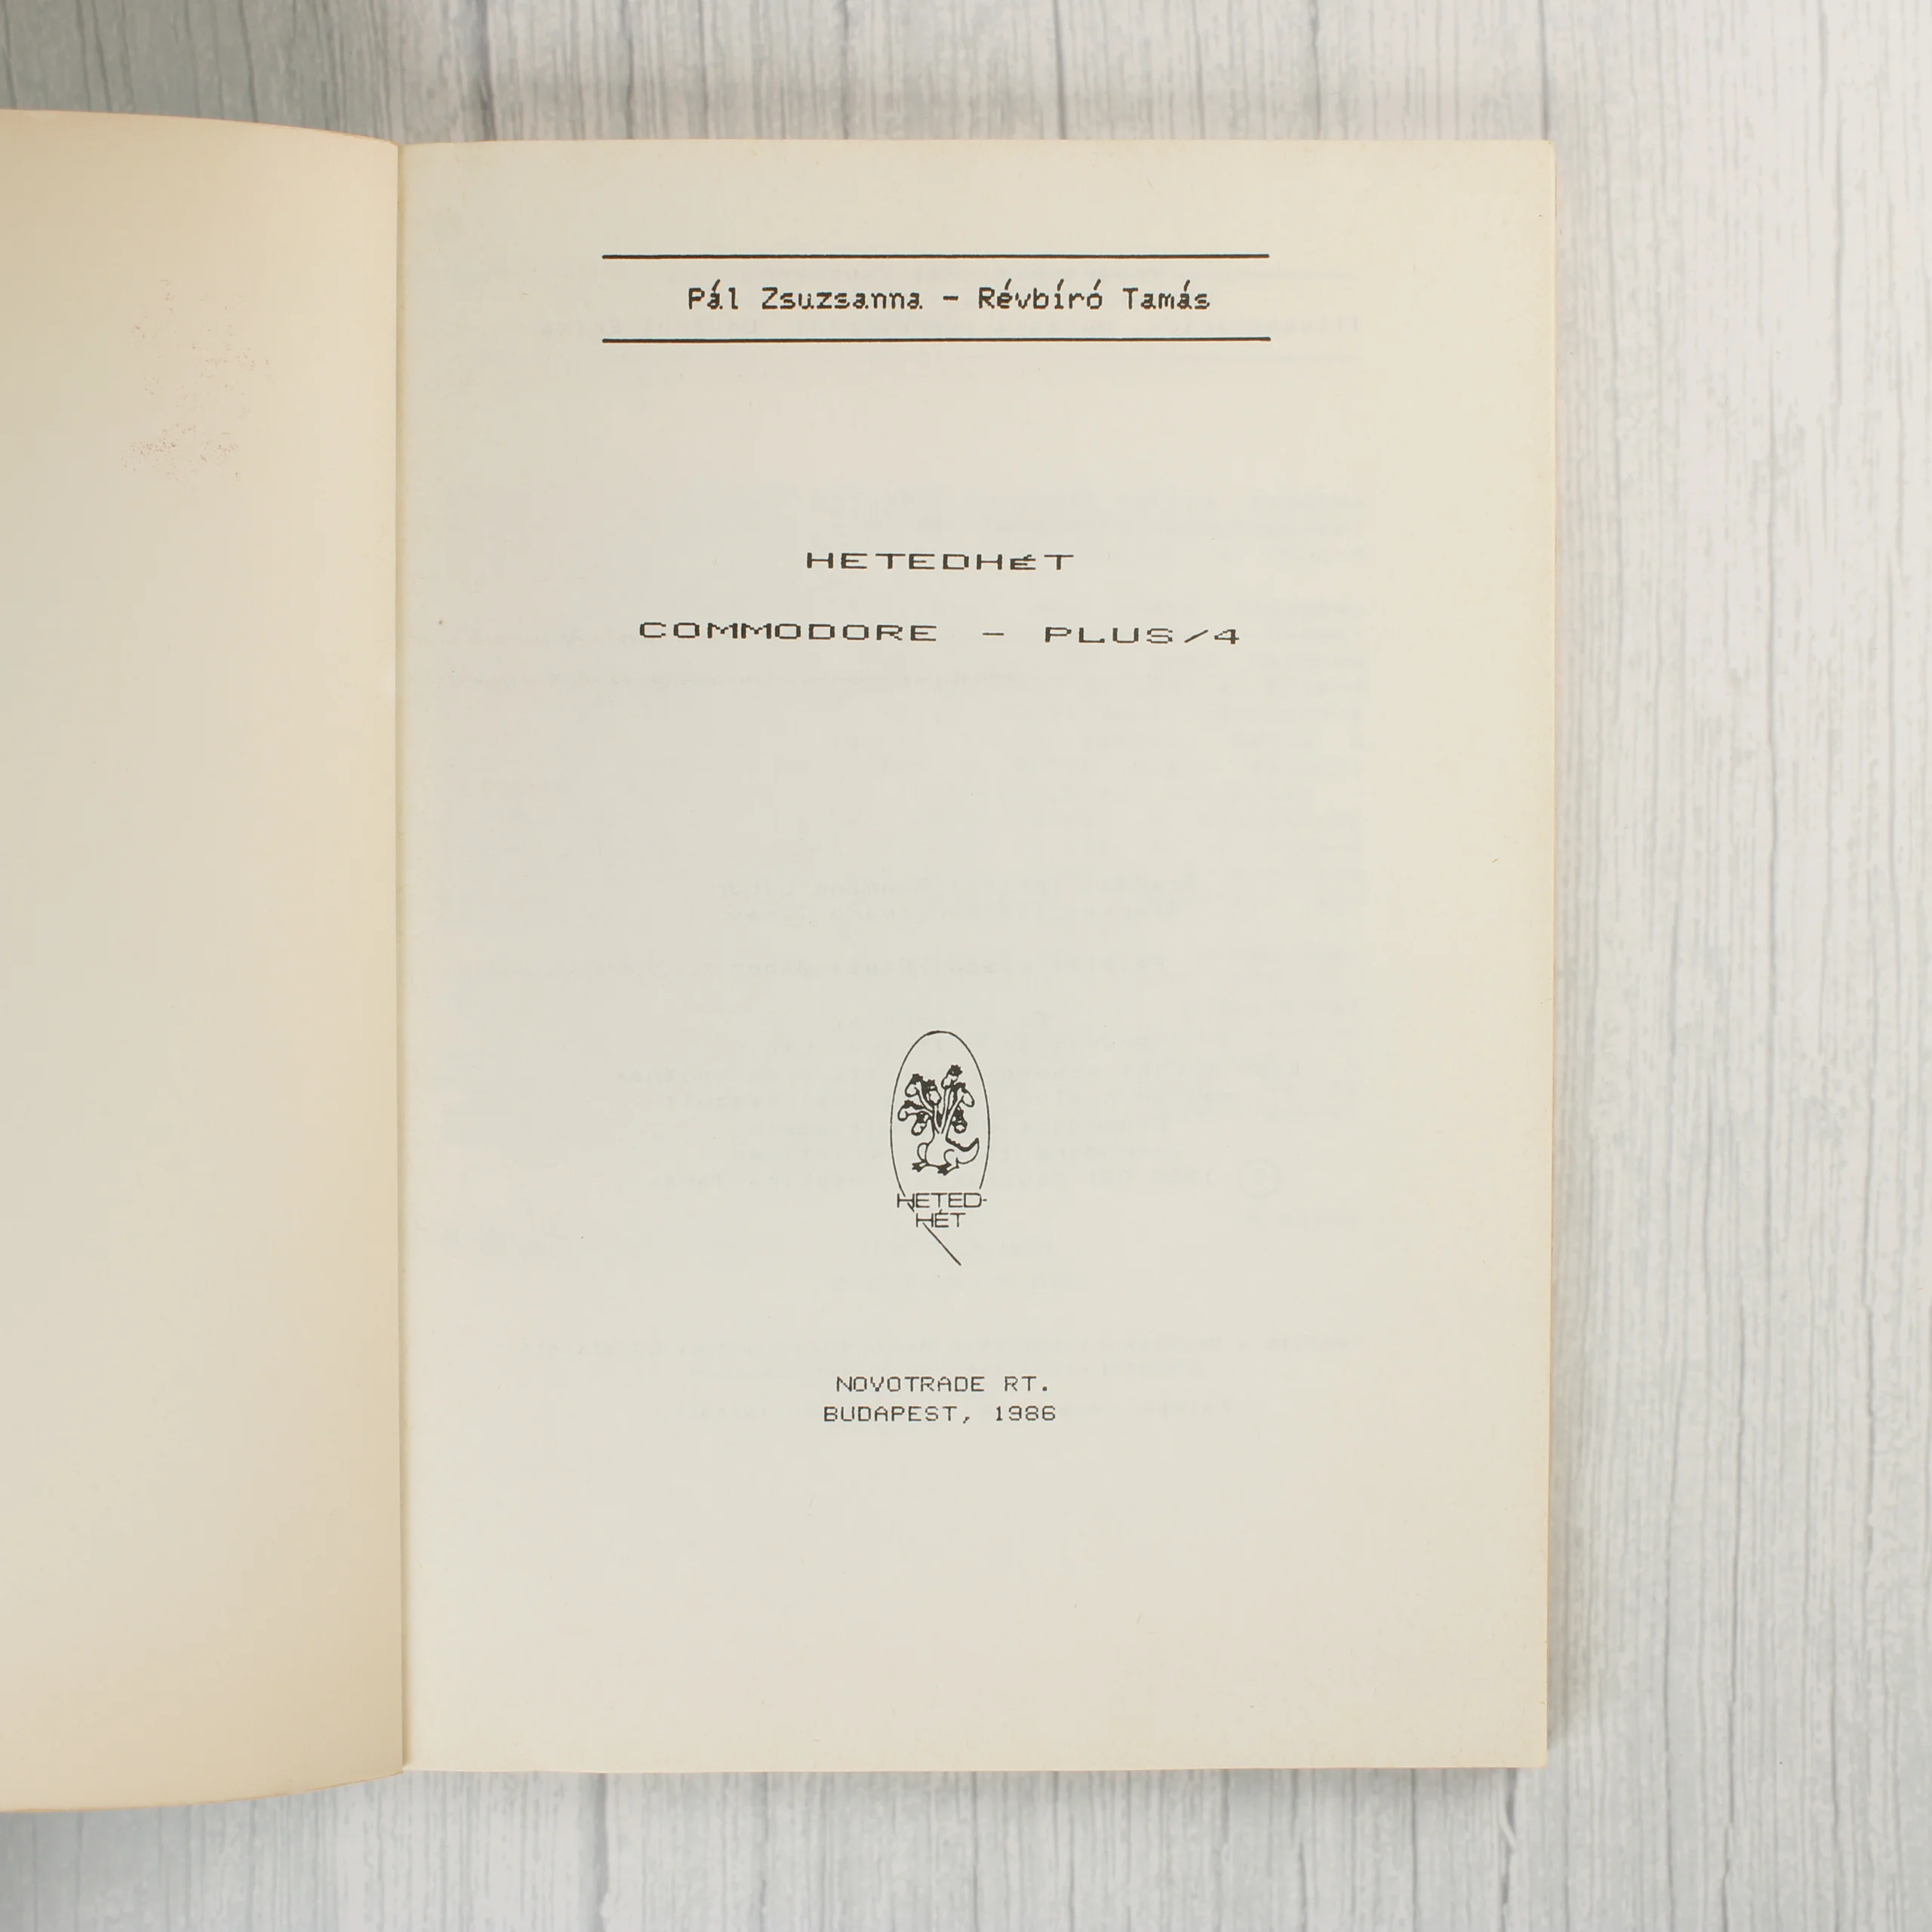 Pál Zsuzsanna - Révbíró Tamás
HETEDHÉT
COMMODORE - PLUS/4
HETED-
HÉT
NOVOTRADE RT.
BUDAPEST, 1986